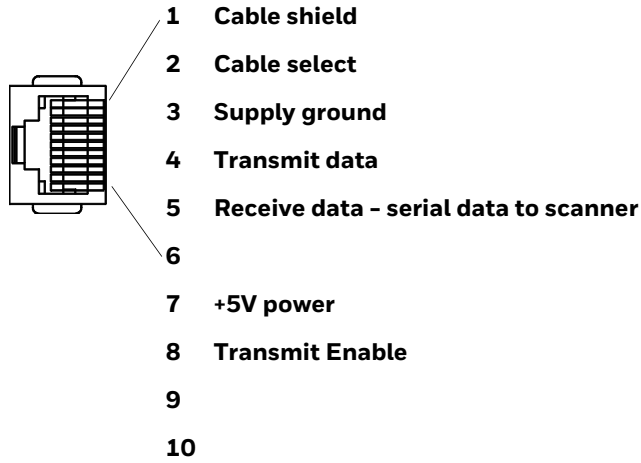 1 Cable shield
2 Cable select
3 Supply ground
4 Transmit data
5 Receive data – serial data to scanner
6
7 +5V power
8 Transmit Enable
9
10